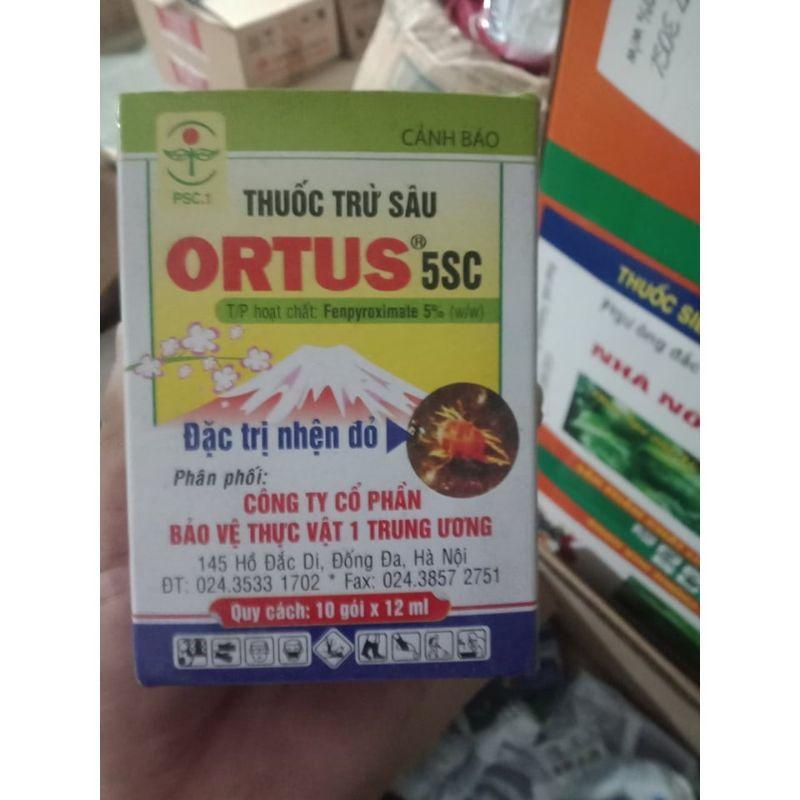 CẢNH BÁO
PSC.1
THUỐC TRỪ SÂU
ORTUS® 5SC
T/P hoạt chất: Fenpyroximate 5% (w/w)
Đặc trị nhện đỏ
Phân phối:
CÔNG TY CỔ PHẦN
BẢO VỆ THỰC VẬT 1 TRUNG ƯƠNG
145 Hồ Đắc Di, Đống Đa, Hà Nội
ĐT: 024.3533 1702 * Fax: 024.3857 2751
Quy cách: 10 gói x 12 ml
% w/w
THUỐC
NHÀ